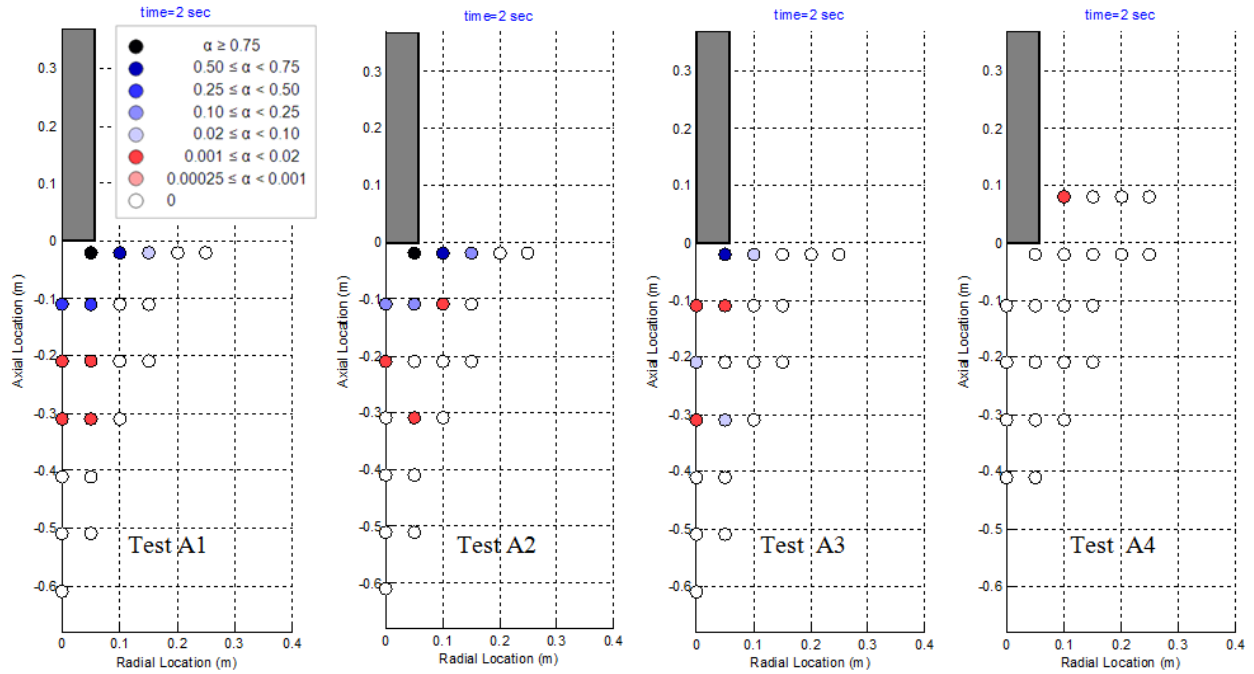 time=2 sec
α ≥ 0.75
0.50 ≤ α < 0.75
0.25 ≤ α < 0.50
0.10 ≤ α < 0.25
0.02 ≤ α < 0.10
0.001 ≤ α < 0.02
0.00025 ≤ α < 0.001
0
0.3
0.2
0.1
0
-0.1
-0.2
-0.3
-0.4
-0.5
-0.6
Axial Location (m)
Test A1
0 0.1 0.2 0.3 0.4
Radial Location (m)
time=2 sec
0.3
0.2
0.1
0
-0.1
-0.2
-0.3
-0.4
-0.5
-0.6
Axial Location (m)
Test A2
0 0.1 0.2 0.3 0.4
Radial Location (m)
time=2 sec
0.3
0.2
0.1
0
-0.1
-0.2
-0.3
-0.4
-0.5
-0.6
Axial Location (m)
Test A3
0 0.1 0.2 0.3 0.4
Radial Location (m)
time=2 sec
0.3
0.2
0.1
0
-0.1
-0.2
-0.3
-0.4
-0.5
-0.6
Axial Location (m)
Test A4
0 0.1 0.2 0.3 0.4
Radial Location (m)